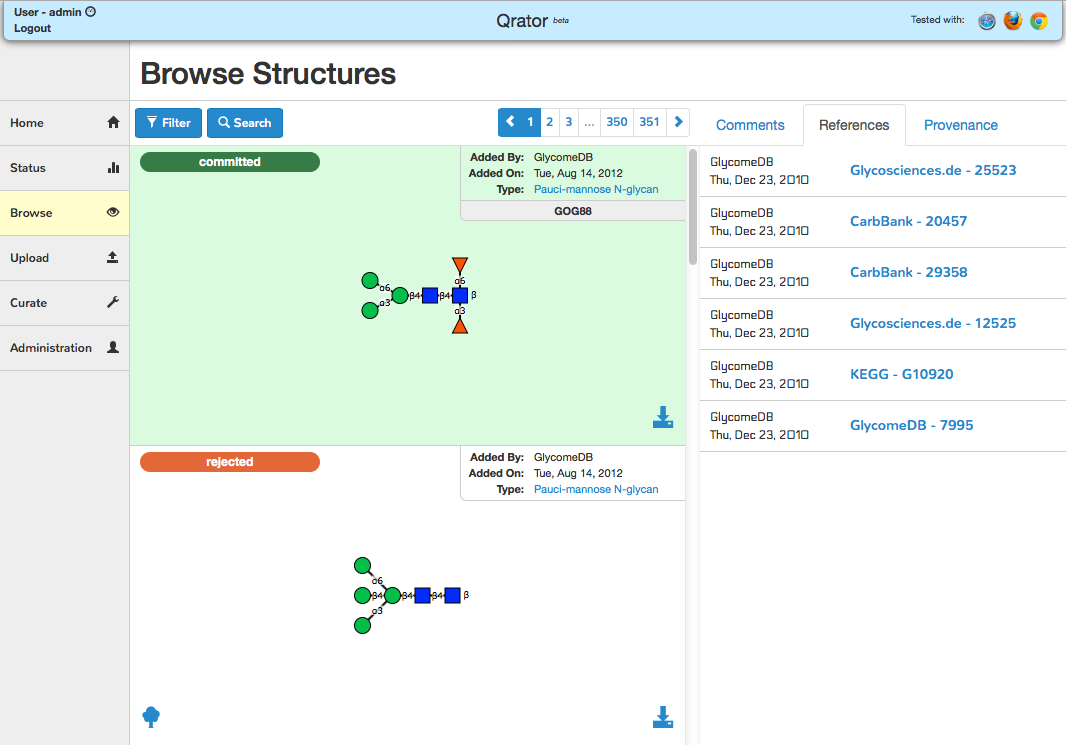 User - admin
Logout
Qrator beta
Tested with:
Browse Structures
Home
Status
Browse
Upload
Curate
Administration
Filter
Search
1 2 3 ... 350 351
Comments
References
Provenance
committed
Added By: GlycomeDB
Added On: Tue, Aug 14, 2012
Type: Pauci-mannose N-glycan
GOG88
α6
α6 β4 β4 β
α3
α3
rejected
Added By: GlycomeDB
Added On: Tue, Aug 14, 2012
Type: Pauci-mannose N-glycan
α6
β4 β4 β4 β
α3
GlycomeDB
Thu, Dec 23, 2010
Glycosciences.de - 25523
GlycomeDB
Thu, Dec 23, 2010
CarbBank - 20457
GlycomeDB
Thu, Dec 23, 2010
CarbBank - 29358
GlycomeDB
Thu, Dec 23, 2010
Glycosciences.de - 12525
GlycomeDB
Thu, Dec 23, 2010
KEGG - G10920
GlycomeDB
Thu, Dec 23, 2010
GlycomeDB - 7995